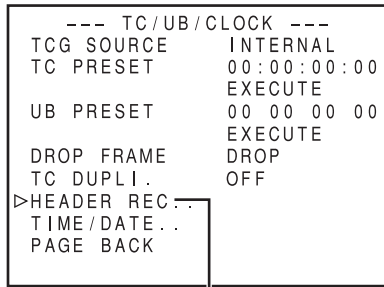 --- TC/UB/CLOCK ---
TCG SOURCE INTERNAL
TC PRESET 00:00:00:00
EXECUTE
UB PRESET 00 00 00 00
EXECUTE
DROP FRAME DROP
TC DUPLI. OFF
▷HEADER REC..
TIME/DATE..
PAGE BACK